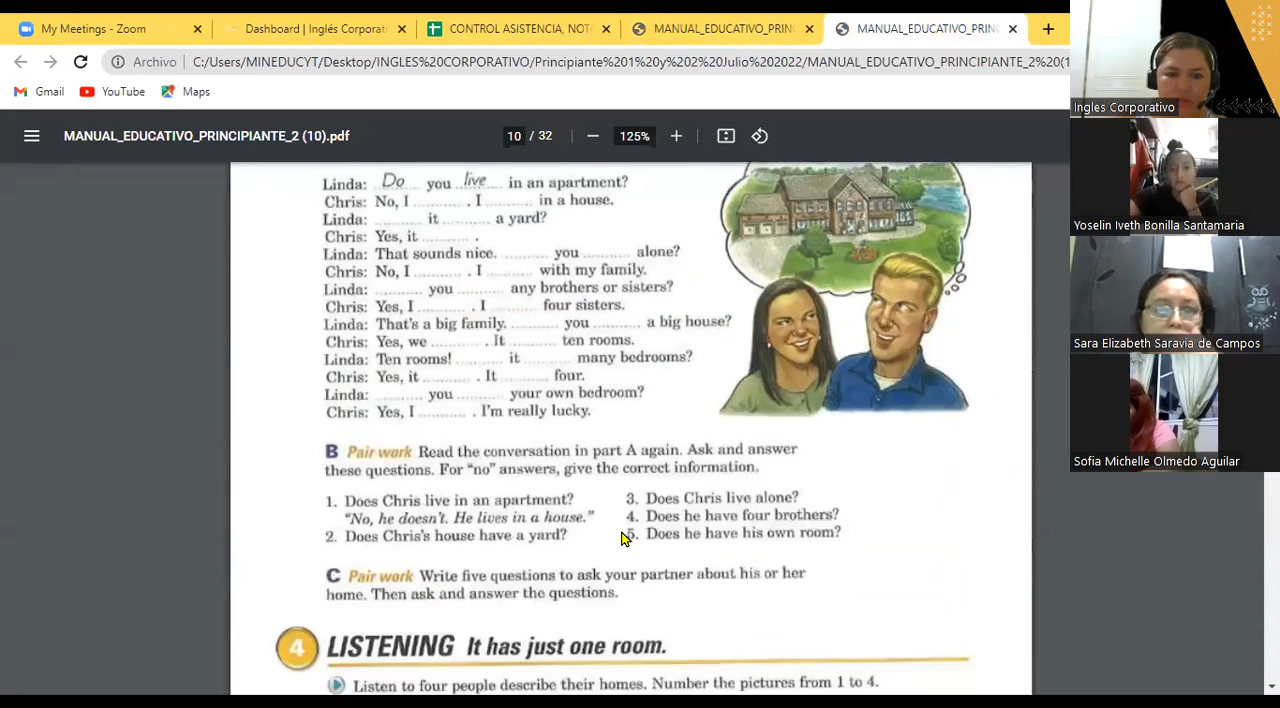 My Meetings - Zoom
Dashboard | Inglés Corporati
CONTROL ASISTENCIA, NOTA
MANUAL_EDUCATIVO_PRIN
MANUAL_EDUCATIVO_PRINC
Archivo C:/Users/MINEDUCYT/Desktop/INGLES%20CORPORATIVO/Principiante%201%20y%202%20Julio%202022/MANUAL_EDUCATIVO_PRINCIPIANTE_2%20(1
Gmail YouTube Maps
MANUAL_EDUCATIVO_PRINCIPIANTE_2 (10).pdf 10 / 32 125%
Linda: Do you live in an apartment?
Chris: No, I ........ . I ........ in a house.
Linda: ........ it ........ a yard?
Chris: Yes, it ........ .
Linda: That sounds nice. ........ you ........ alone?
Chris: No, I ........ . I ........ with my family.
Linda: ........ you ........ any brothers or sisters?
Chris: Yes, I ........ . I ........ four sisters.
Linda: That's a big family. ........ you ........ a big house?
Chris: Yes, we ........ . It ........ ten rooms.
Linda: Ten rooms! ........ it ........ many bedrooms?
Chris: Yes, it ........ . It ........ four.
Linda: ........ you ........ your own bedroom?
Chris: Yes, I ........ . I'm really lucky.
B Pair work Read the conversation in part A again. Ask and answer
these questions. For "no" answers, give the correct information.
1. Does Chris live in an apartment?
"No, he doesn't. He lives in a house."
2. Does Chris's house have a yard?
3. Does Chris live alone?
4. Does he have four brothers?
5. Does he have his own room?
C Pair work Write five questions to ask your partner about his or her
home. Then ask and answer the questions.
4 LISTENING It has just one room.
Listen to four people describe their homes. Number the pictures from 1 to 4.
Ingles Corporativo
Yoselin Iveth Bonilla Santamaria
Sara Elizabeth Saravia de Campos
Sofia Michelle Olmedo Aguilar